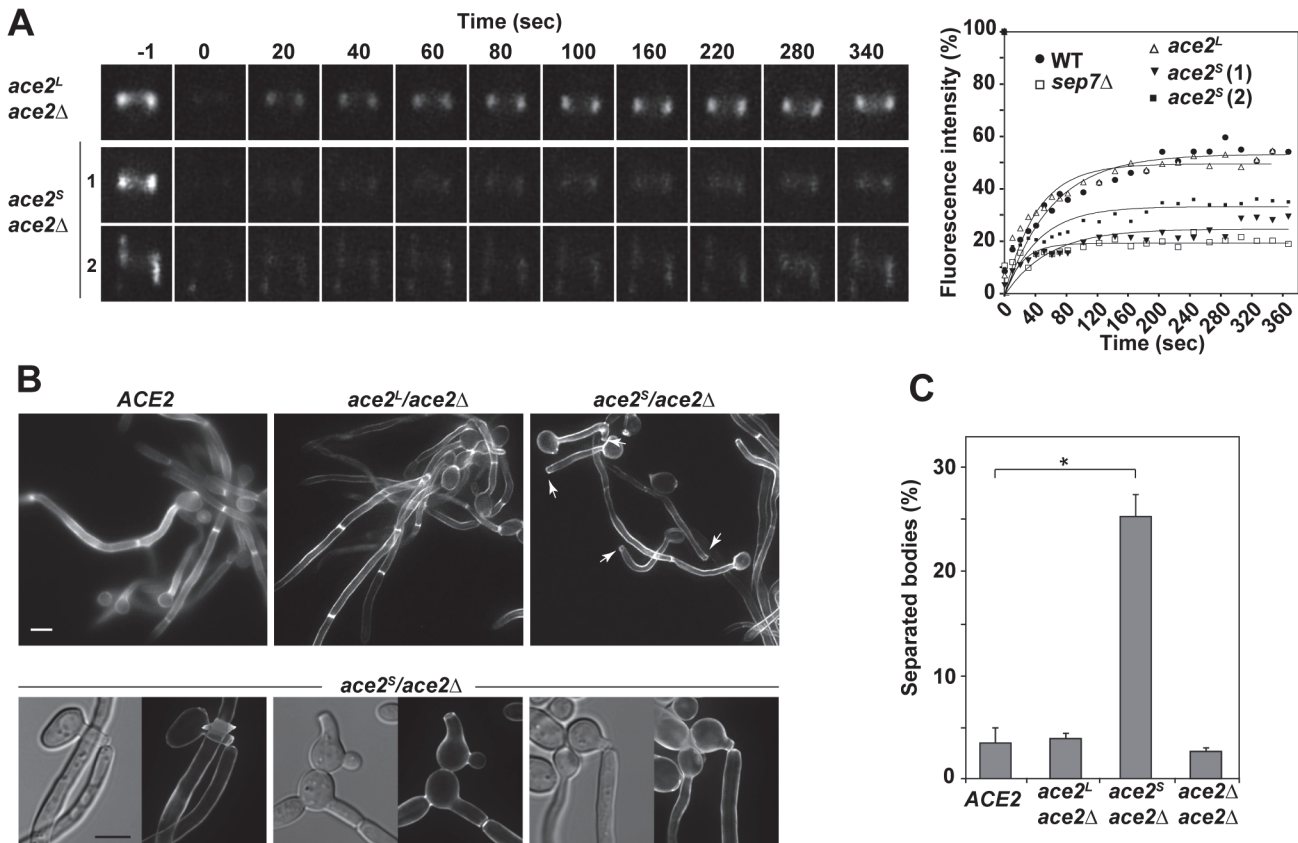 A
Time (sec)
-1 0 20 40 60 80 100 160 220 280 340
ace2ᴸ
ace2Δ
ace2ˢ
ace2Δ
1
2
Fluorescence intensity (%)
100
80
60
40
20
0
WT
sep7Δ
ace2ᴸ
ace2ˢ (1)
ace2ˢ (2)
0 40 80 120 160 200 240 280 320 360
Time (sec)
B
ACE2
ace2ᴸ/ace2Δ
ace2ˢ/ace2Δ
ace2ˢ/ace2Δ
C
Separated bodies (%)
30
20
10
0
*
ACE2
ace2ᴸ
ace2Δ
ace2ˢ
ace2Δ
ace2Δ
ace2Δ